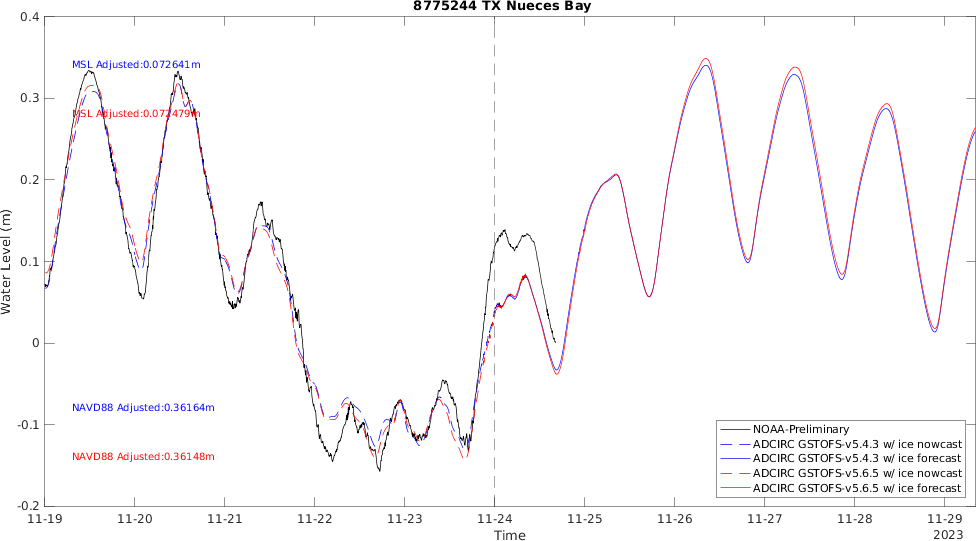 8775244 TX Nueces Bay
0.4
0.3
0.2
0.1
0
-0.1
-0.2
Water Level (m)
MSL Adjusted:0.072641m
MSL Adjusted:0.072479m
NAVD88 Adjusted:0.36164m
NAVD88 Adjusted:0.36148m
NOAA-Preliminary
ADCIRC GSTOFS-v5.4.3 w/ ice nowcast
ADCIRC GSTOFS-v5.4.3 w/ ice forecast
ADCIRC GSTOFS-v5.6.5 w/ ice nowcast
ADCIRC GSTOFS-v5.6.5 w/ ice forecast
11-19 11-20 11-21 11-22 11-23 11-24 11-25 11-26 11-27 11-28 11-29
Time
2023